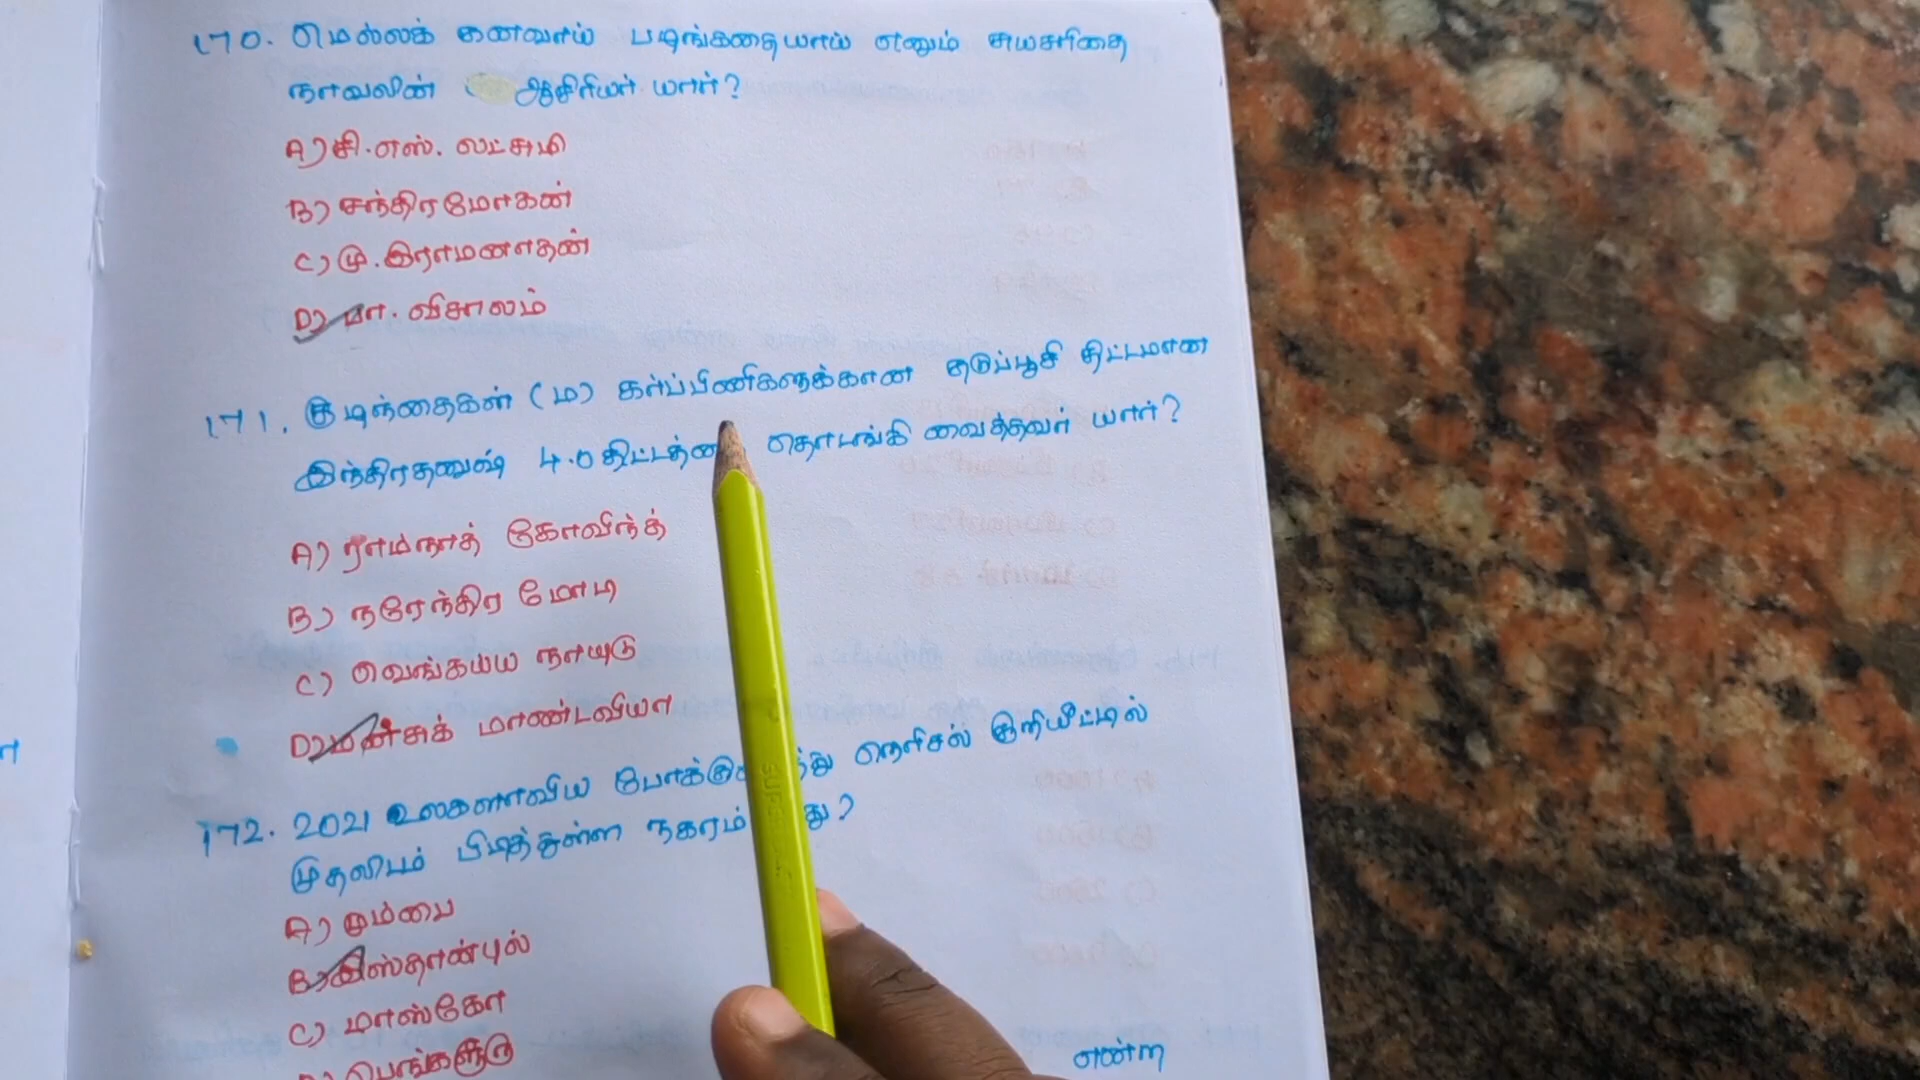 170. மெல்லக் கனவாய் பழங்கதையாய் எனும் சுயசரிதை
நாவலின் ஆசிரியர் யார்?
A) சி.எஸ். லட்சுமி
B) சந்திரமோகன்
C) மு.இராமனாதன்
D) பா. விசாலம்
171. குழந்தைகள் (ம) கர்ப்பிணிகளுக்கான தடுப்பூசி திட்டமான
இந்திரதனுஷ் 4.0 திட்டத்தை தொடங்கி வைத்தவர் யார்?
A) ராம்நாத் கோவிந்த்
B) நரேந்திர மோடி
C) வெங்கய்ய நாயுடு
D) மன்சுக் மாண்டவியா
172. 2021 உலகளாவிய நெரிசல் குறியீட்டில்
முதலிடம் பிடித்துள்ள நகரம்
A) மும்பை
B) இஸ்தான்புல்
C) மாஸ்கோ
பெங்களூரு
என்ற